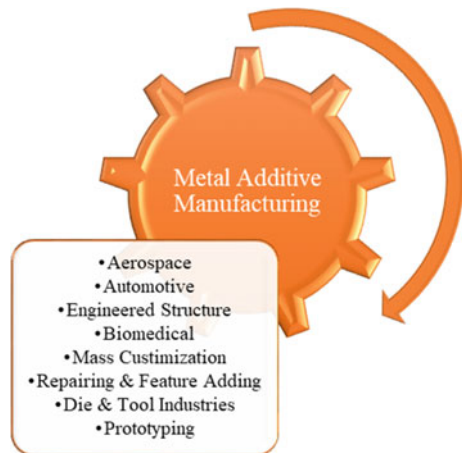 Metal Additive
Manufacturing
•Aerospace
•Automotive
•Engineered Structure
•Biomedical
•Mass Custimization
•Repairing & Feature Adding
•Die & Tool Industries
•Prototyping